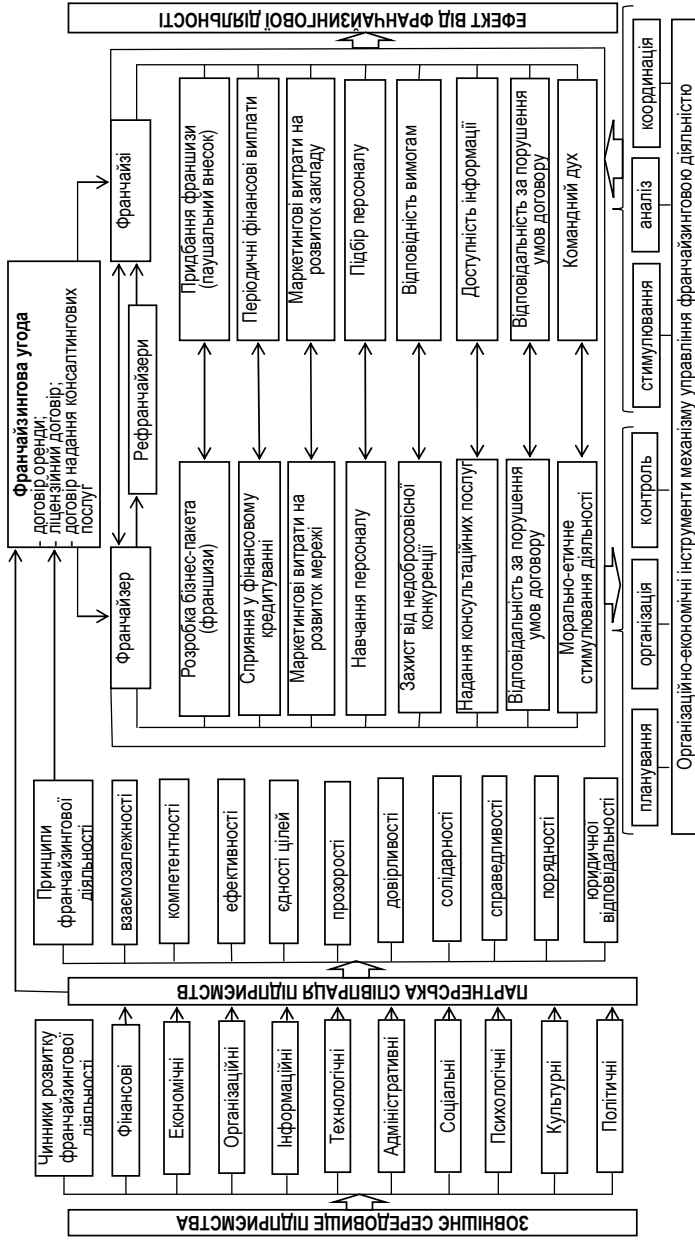 ЗОВНІШНЄ СЕРЕДОВИЩЕ ПІДПРИЄМСТВА
Чинники розвитку
франчайзингової
діяльності
Фінансові
Економічні
Організаційні
Інформаційні
Технологічні
Адміністративні
Соціальні
Психологічні
Культурні
Політичні
ПАРТНЕРСЬКА СПІВПРАЦЯ ПІДПРИЄМСТВ
Принципи
франчайзингової
діяльності
взаємозалежності
компетентності
ефективності
єдності цілей
прозорості
довірливості
солідарності
справедливості
порядності
юридичної
відповідальності
Франчайзингова угода
- договір оренди;
- ліцензійний договір;
- договір надання консалтингових
послуг
Франчайзер
Рефранчайзери
Франчайзі
Розробка бізнес-пакета
(франшизи)
Придбання франшизи
(паушальний внесок)
Сприяння у фінансовому
кредитуванні
Періодичні фінансові виплати
Маркетингові витрати на
розвиток мережі
Маркетингові витрати на
розвиток закладу
Навчання персоналу
Підбір персоналу
Захист від недобросовісної
конкуренції
Відповідність вимогам
Надання консультаційних послуг
Доступність інформації
Відповідальність за порушення
умов договору
Відповідальність за порушення
умов договору
Морально-етичне
стимулювання діяльності
Командний дух
ЕФЕКТ ВІД ФРАНЧАЙЗИНГОВОЇ ДІЯЛЬНОСТІ
планування
організація
контроль
стимулювання
аналіз
координація
Організаційно-економічні інструменти механізму управління франчайзинговою діяльністю